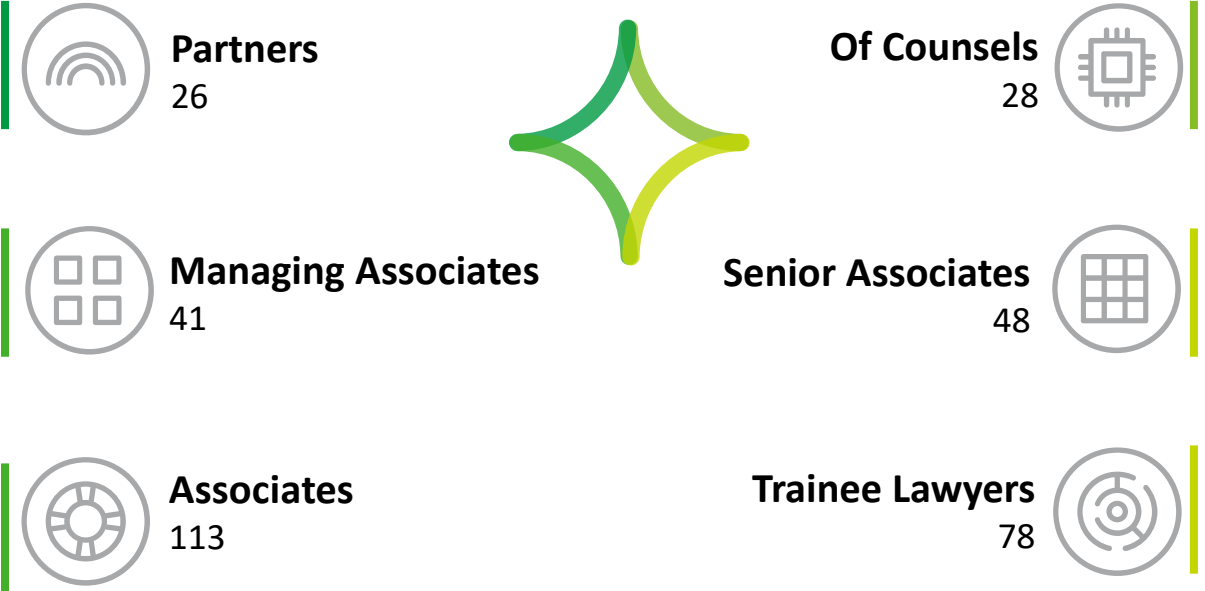 Partners
26
Of Counsels
28
Managing Associates
41
Senior Associates
48
Associates
113
Trainee Lawyers
78